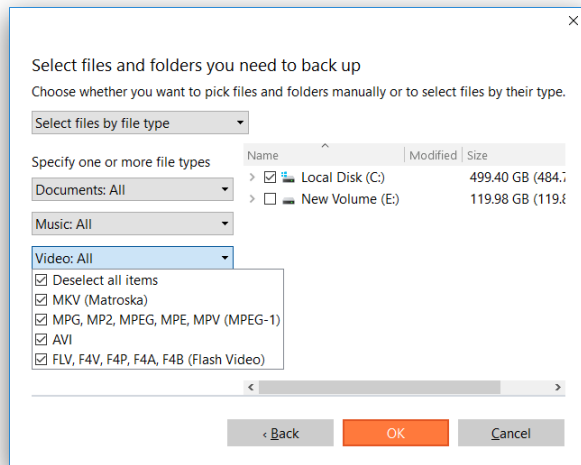 Select files and folders you need to back up
Choose whether you want to pick files and folders manually or to select files by their type.
Select files by file type
Specify one or more file types
Documents: All
Music: All
Video: All
Deselect all items
MKV (Matroska)
MPG, MP2, MPEG, MPE, MPV (MPEG-1)
AVI
FLV, F4V, F4P, F4A, F4B (Flash Video)
Name Modified Size
Local Disk (C:) 499.40 GB (484.7
New Volume (E:) 119.98 GB (119.8
‹ Back OK Cancel